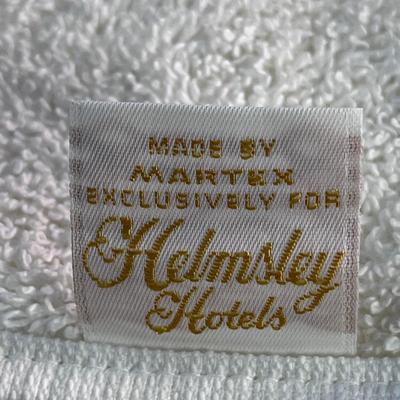 MADE BY
MARTEX
EXCLUSIVELY FOR
Helmsley
Hotels